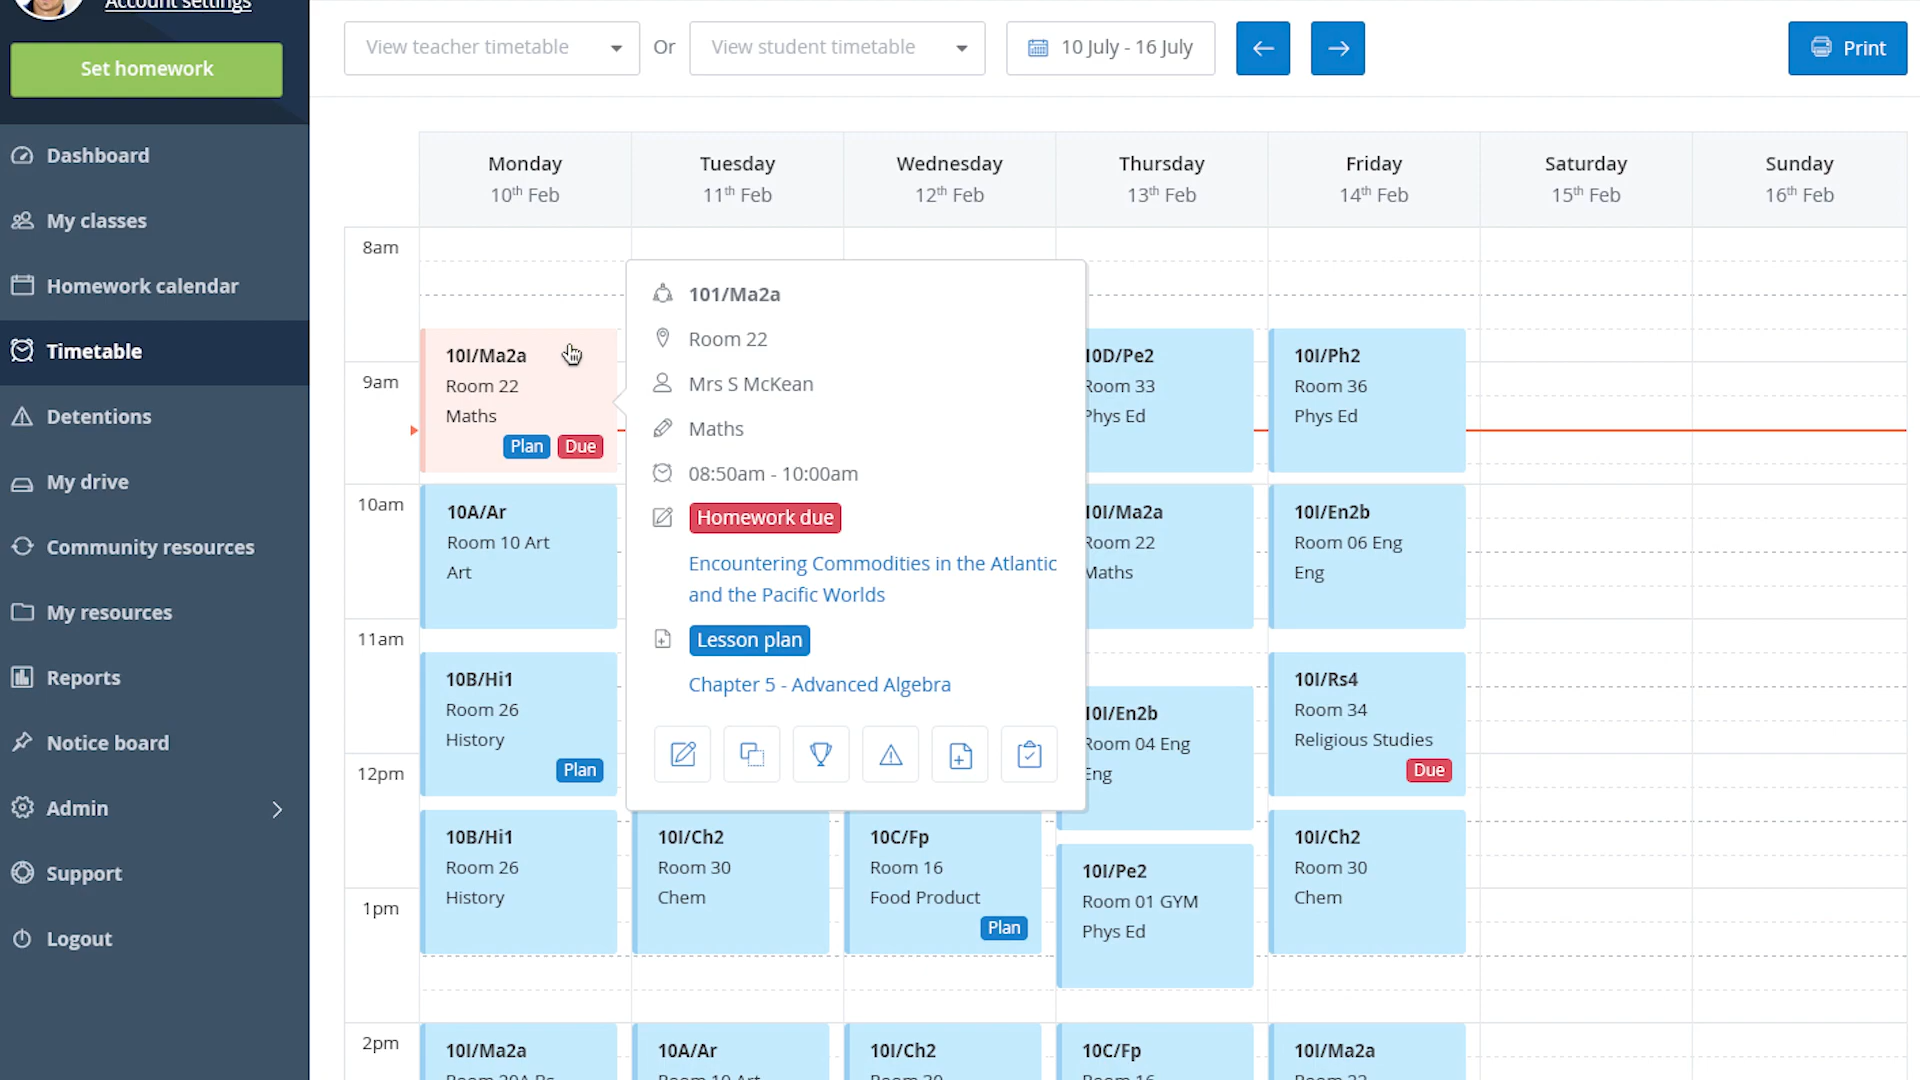 Account settings
Set homework
Dashboard
My classes
Homework calendar
Timetable
Detentions
My drive
Community resources
My resources
Reports
Notice board
Admin
Support
Logout
View teacher timetable
Or
View student timetable
10 July - 16 July
Print
Monday
10th Feb
Tuesday
11th Feb
Wednesday
12th Feb
Thursday
13th Feb
Friday
14th Feb
Saturday
15th Feb
Sunday
16th Feb
8am
9am
10am
11am
12pm
1pm
2pm
10I/Ma2a
Room 22
Maths
Plan Due
10A/Ar
Room 10 Art
Art
10B/Hi1
Room 26
History
Plan
10B/Hi1
Room 26
History
10I/Ma2a
101/Ma2a
Room 22
Mrs S McKean
Maths
08:50am - 10:00am
Homework due
Encountering Commodities in the Atlantic
and the Pacific Worlds
Lesson plan
Chapter 5 - Advanced Algebra
10I/Ch2
Room 30
Chem
10A/Ar
Room 10 Art
10C/Fp
Room 16
Food Product
Plan
10I/Ch2
Room 30
10D/Pe2
Room 33
Phys Ed
10I/Ma2a
Room 22
Maths
10I/En2b
Room 04 Eng
Eng
10I/Pe2
Room 01 GYM
Phys Ed
10C/Fp
Room 16
10I/Ph2
Room 36
Phys Ed
10I/En2b
Room 06 Eng
Eng
10I/Rs4
Room 34
Religious Studies
Due
10I/Ch2
Room 30
Chem
10I/Ma2a